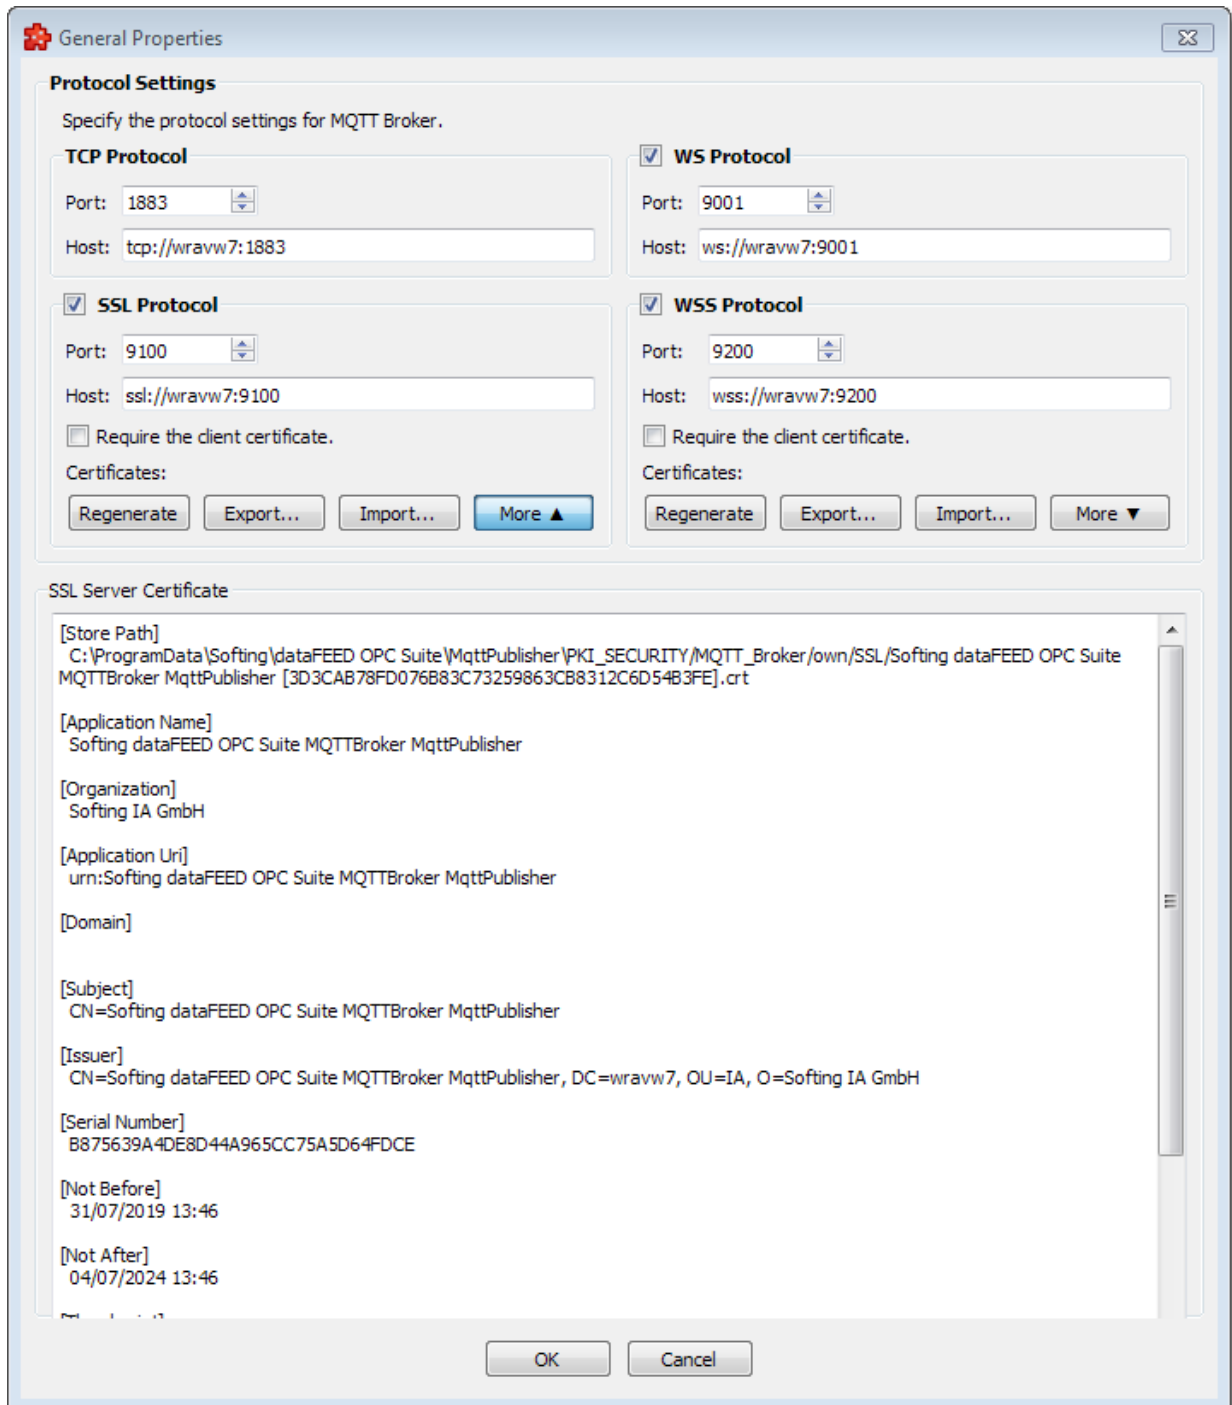 General Properties
Protocol Settings
Specify the protocol settings for MQTT Broker.
TCP Protocol
Port: 1883
Host: tcp://wravw7:1883
WS Protocol
Port: 9001
Host: ws://wravw7:9001
SSL Protocol
Port: 9100
Host: ssl://wravw7:9100
Require the client certificate.
Certificates:
Regenerate Export... Import... More ▲
WSS Protocol
Port: 9200
Host: wss://wravw7:9200
Require the client certificate.
Certificates:
Regenerate Export... Import... More ▼
SSL Server Certificate
[Store Path]
C:\ProgramData\Softing\dataFEED OPC Suite\MqttPublisher\PKI_SECURITY/MQTT_Broker/own/SSL/Softing dataFEED OPC Suite
MQTTBroker MqttPublisher [3D3CAB78FD076B83C73259863CB8312C6D54B3FE].crt
[Application Name]
Softing dataFEED OPC Suite MQTTBroker MqttPublisher
[Organization]
Softing IA GmbH
[Application Uri]
urn:Softing dataFEED OPC Suite MQTTBroker MqttPublisher
[Domain]
[Subject]
CN=Softing dataFEED OPC Suite MQTTBroker MqttPublisher
[Issuer]
CN=Softing dataFEED OPC Suite MQTTBroker MqttPublisher, DC=wravw7, OU=IA, O=Softing IA GmbH
[Serial Number]
B875639A4DE8D44A965CC75A5D64FDCE
[Not Before]
31/07/2019 13:46
[Not After]
04/07/2024 13:46
OK Cancel